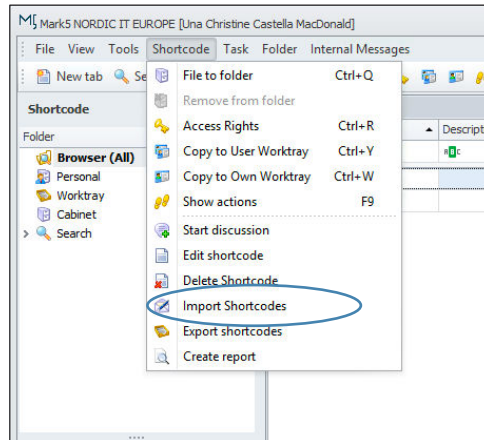 Mark5 NORDIC IT EUROPE [Una Christine Castella MacDonald]
File View Tools Shortcode Task Folder Internal Messages
New tab
Shortcode
Folder
Browser (All)
Personal
Worktray
Cabinet
Search
File to folder Ctrl+Q
Remove from folder
Access Rights Ctrl+R
Copy to User Worktray Ctrl+Y
Copy to Own Worktray Ctrl+W
Show actions F9
Start discussion
Edit shortcode
Delete Shortcode
Import Shortcodes
Export shortcodes
Create report
Descript